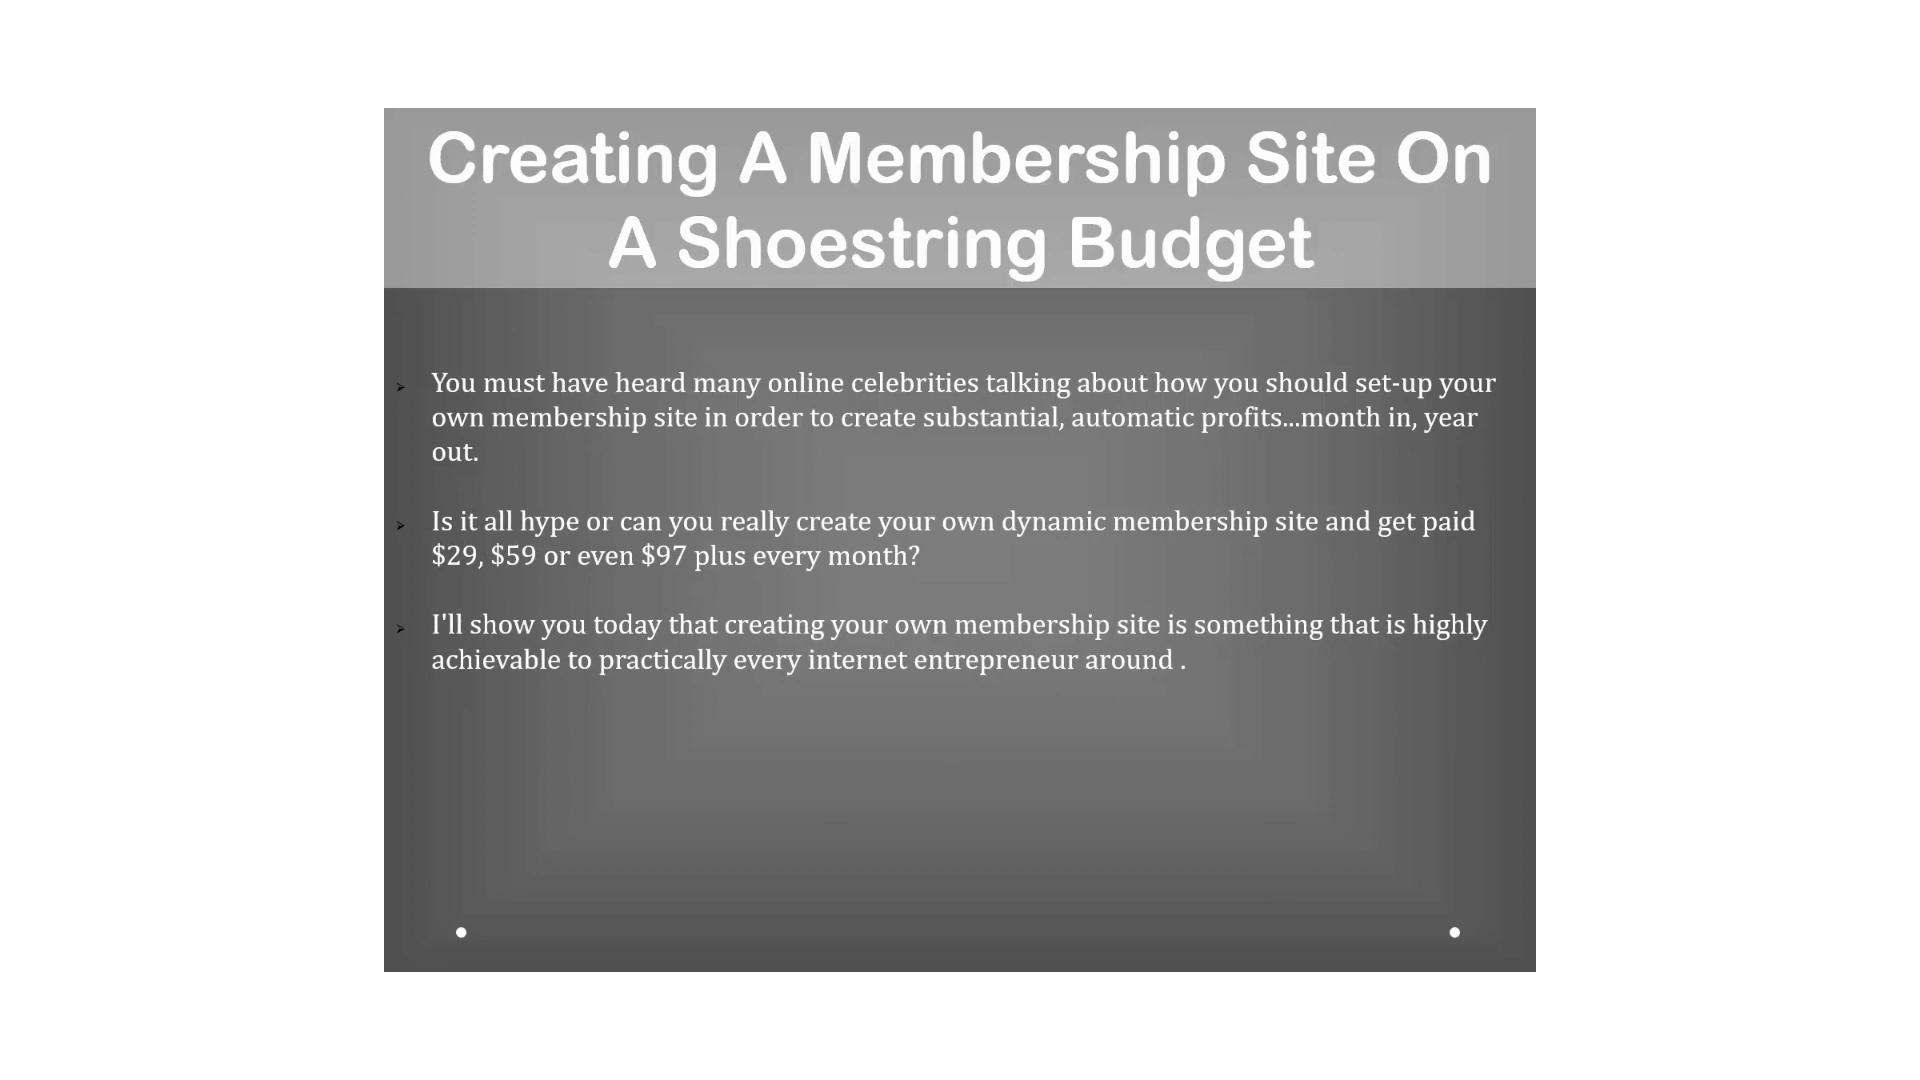 Creating A Membership Site On
A Shoestring Budget
You must have heard many online celebrities talking about how you should set-up your
own membership site in order to create substantial, automatic profits...month in, year
out.
Is it all hype or can you really create your own dynamic membership site and get paid
$29, $59 or even $97 plus every month?
I'll show you today that creating your own membership site is something that is highly
achievable to practically every internet entrepreneur around .